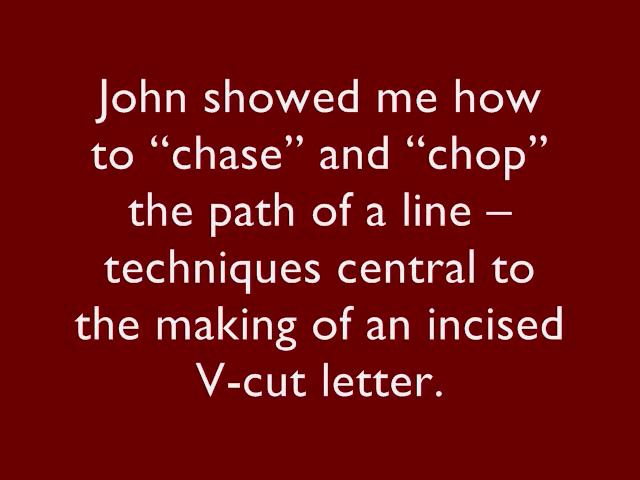 John showed me how
to “chase” and “chop”
the path of a line –
techniques central to
the making of an incised
V-cut letter.